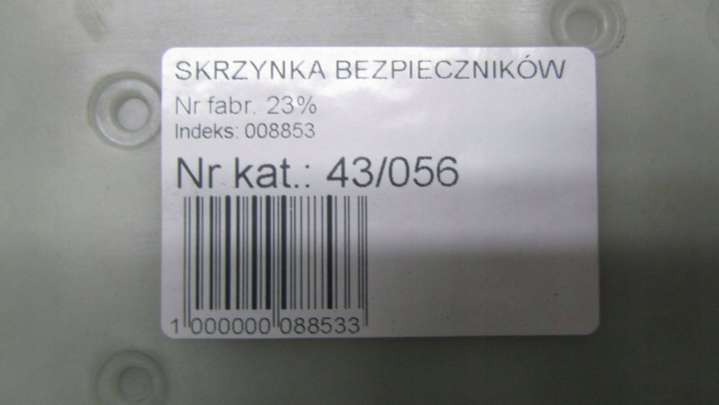 SKRZYNKA BEZPIECZNIKÓW
Nr fabr. 23%
Indeks: 008853
Nr kat.: 43/056
1 000000 088533